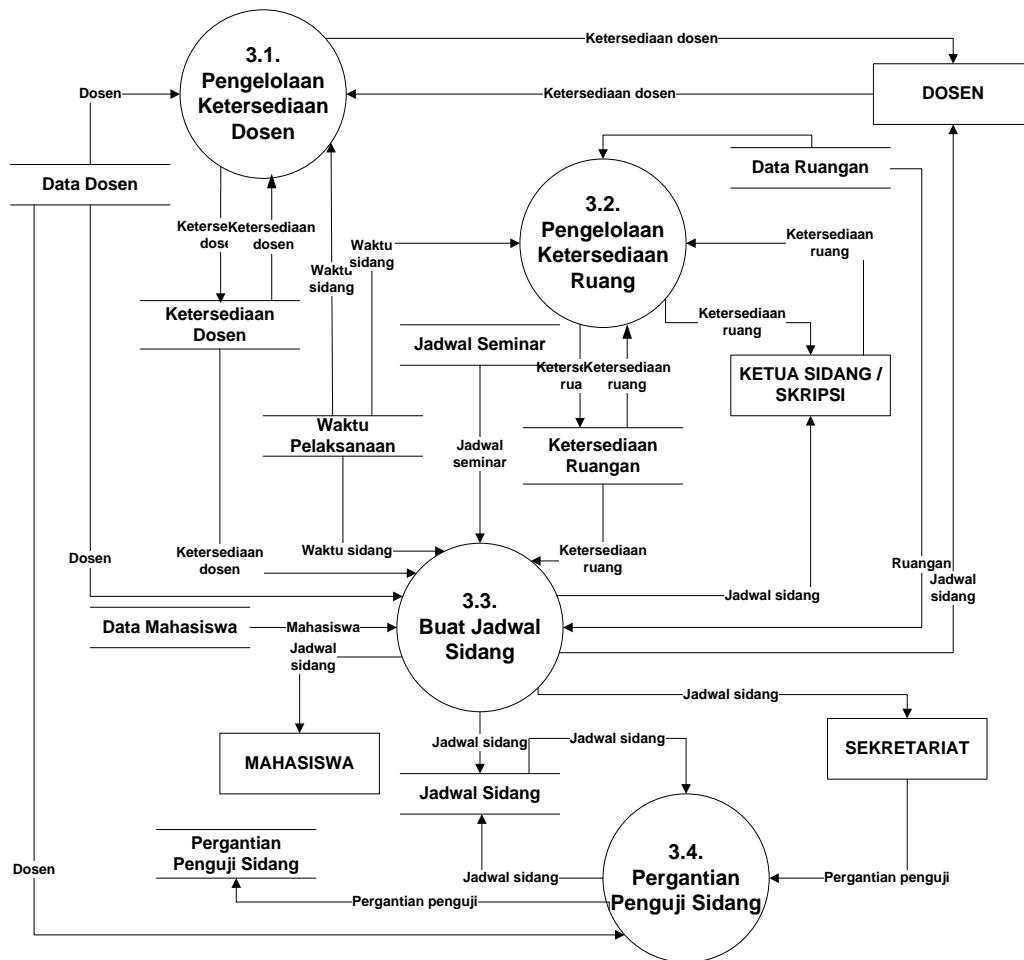 3.1.
Pengelolaan
Ketersediaan
Dosen
Ketersediaan dosen
DOSEN
Ketersediaan dosen
Dosen
Data Dosen
Data Ruangan
3.2.
Pengelolaan
Ketersediaan
Ruang
Ketersediaan
dosen
Ketersediaan
dosen
Waktu
sidang
Waktu
sidang
Ketersediaan
ruang
Ketersediaan
Dosen
Jadwal Seminar
Ketersediaan
ruang
KETUA SIDANG /
SKRIPSI
Ketersediaan
ruang
Ketersediaan
ruang
Waktu
Pelaksanaan
Jadwal
seminar
Ketersediaan
Ruangan
Dosen
Ketersediaan
dosen
Waktu sidang
Ketersediaan
ruang
Ruangan
Jadwal
sidang
Jadwal sidang
3.3.
Buat Jadwal
Sidang
Data Mahasiswa
Mahasiswa
Jadwal
sidang
Jadwal sidang
MAHASISWA
Jadwal sidang
Jadwal sidang
SEKRETARIAT
Jadwal Sidang
Pergantian
Penguji Sidang
3.4.
Pergantian
Penguji Sidang
Dosen
Jadwal sidang
Pergantian penguji
Pergantian penguji